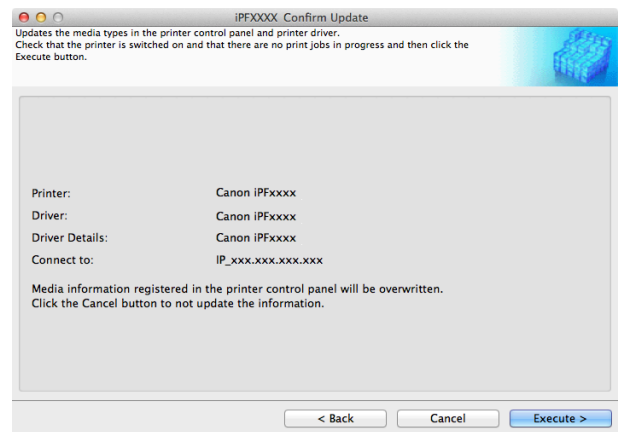 iPFXXXX Confirm Update
Updates the media types in the printer control panel and printer driver.
Check that the printer is switched on and that there are no print jobs in progress and then click the
Execute button.
Printer: Canon iPFxxxx
Driver: Canon iPFxxxx
Driver Details: Canon iPFxxxx
Connect to: IP_xxx.xxx.xxx.xxx
Media information registered in the printer control panel will be overwritten.
Click the Cancel button to not update the information.
< Back Cancel Execute >